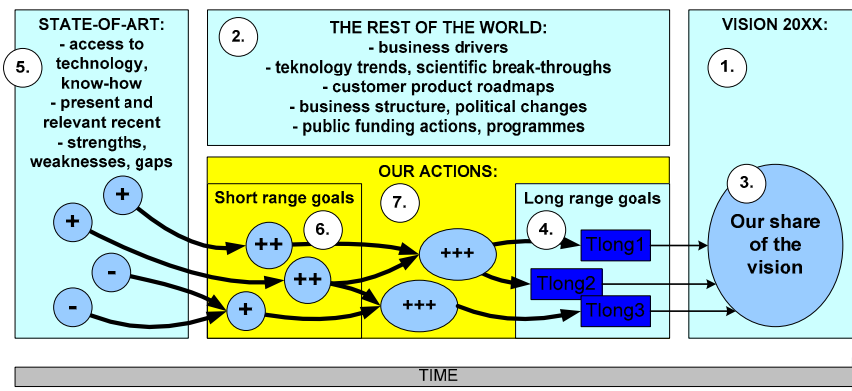 STATE-OF-ART:
- access to
technology,
know-how
- present and
relevant recent
- strengths,
weaknesses, gaps
5.
+
+
-
-
2.
THE REST OF THE WORLD:
- business drivers
- teknology trends, scientific break-throughs
- customer product roadmaps
- business structure, political changes
- public funding actions, programmes
OUR ACTIONS:
Short range goals
7.
Long range goals
6.
4.
++
++
+
+++
+++
Tlong1
Tlong2
Tlong3
VISION 20XX:
1.
3.
Our share
of the
vision
TIME